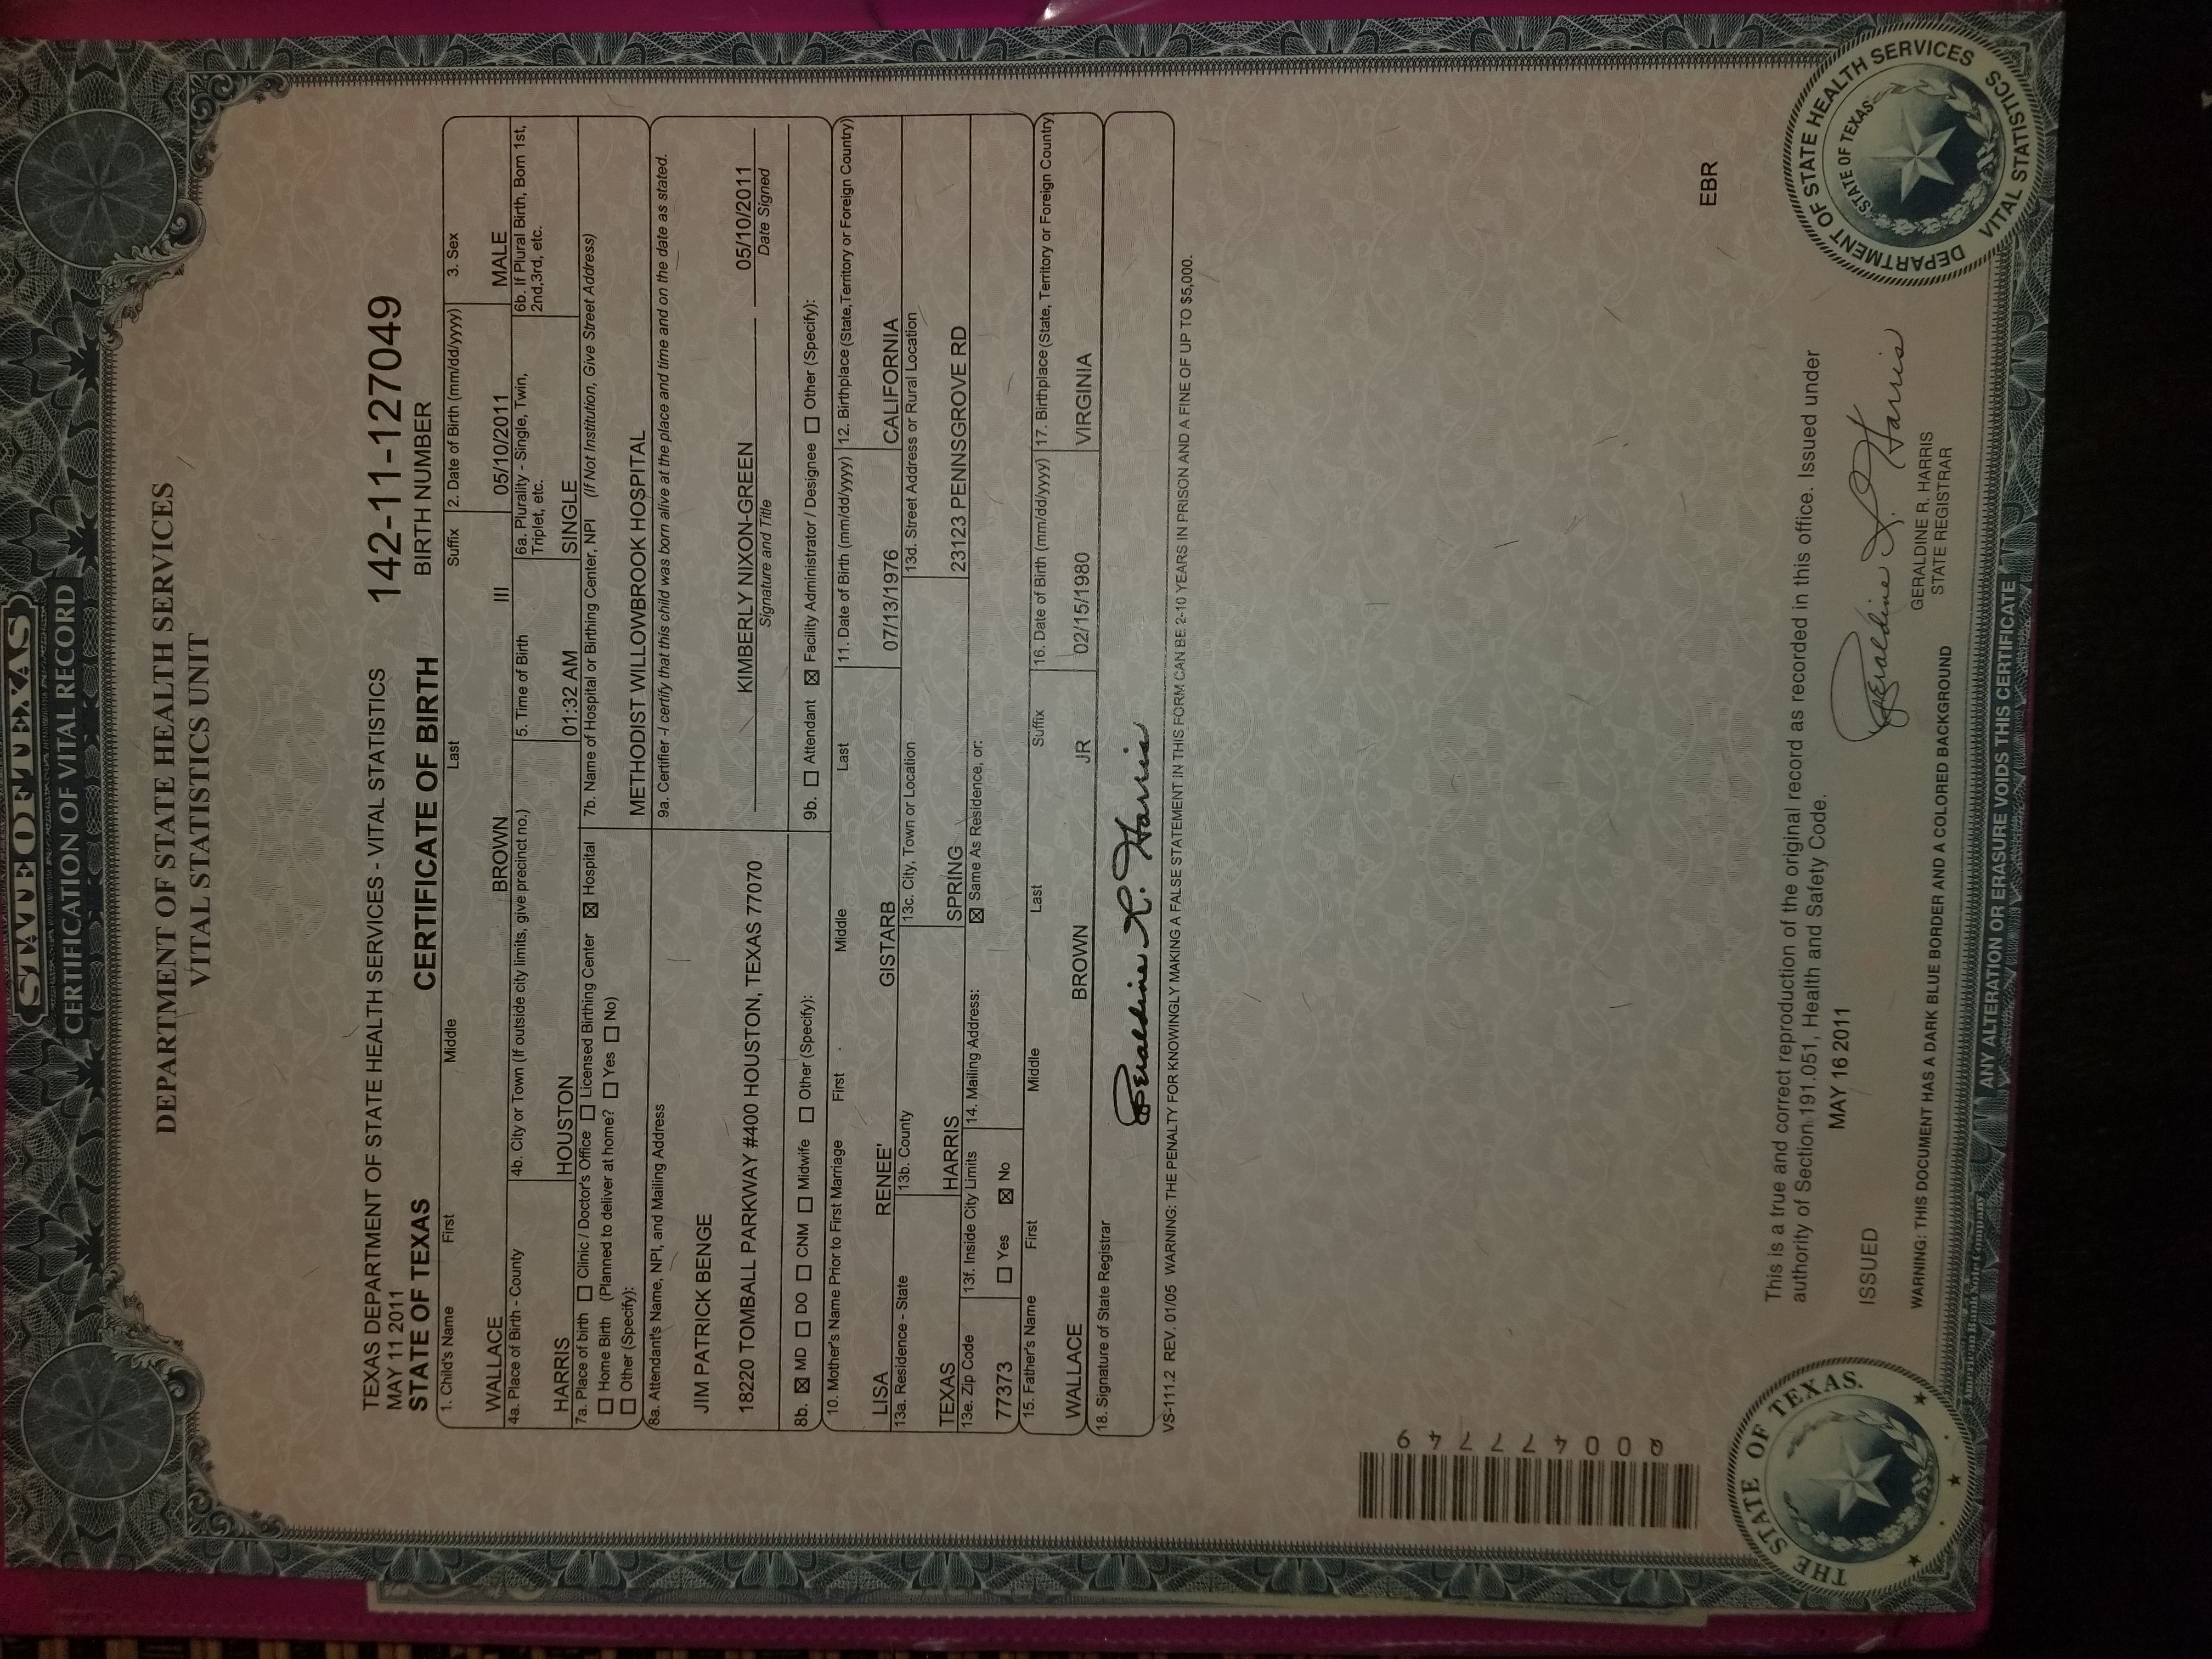 STATE OF TEXAS
CERTIFICATION OF VITAL RECORD
DEPARTMENT OF STATE HEALTH SERVICES
VITAL STATISTICS UNIT
TEXAS DEPARTMENT OF STATE HEALTH SERVICES - VITAL STATISTICS
142-11-127049
MAY 11 2011
STATE OF TEXAS CERTIFICATE OF BIRTH BIRTH NUMBER
1. Child's Name First Middle Last Suffix 2. Date of Birth (mm/dd/yyyy) 3. Sex
WALLACE BROWN III 05/10/2011 MALE
4a. Place of Birth - County 4b. City or Town (If outside city limits, give precinct no.) 5. Time of Birth 6a. Plurality - Single, Twin, Triplet, etc. 6b. If Plural Birth, Born 1st, 2nd,3rd, etc.
HARRIS HOUSTON 01:32 AM SINGLE
7a. Place of birth ☐ Clinic / Doctor's Office ☐ Licensed Birthing Center ☒ Hospital
☐ Home Birth (Planned to deliver at home? ☐ Yes ☐ No)
☐ Other (Specify):
7b. Name of Hospital or Birthing Center, NPI (If Not Institution, Give Street Address)
METHODIST WILLOWBROOK HOSPITAL
8a. Attendant's Name, NPI, and Mailing Address
JIM PATRICK BENGE
18220 TOMBALL PARKWAY #400 HOUSTON, TEXAS 77070
9a. Certifier -I certify that this child was born alive at the place and time and on the date as stated.
KIMBERLY NIXON-GREEN 05/10/2011
Signature and Title Date Signed
8b. ☒ MD ☐ DO ☐ CNM ☐ Midwife ☐ Other (Specify):
9b. ☐ Attendant ☒ Facility Administrator / Designee ☐ Other (Specify):
10. Mother's Name Prior to First Marriage First Middle Last 11. Date of Birth (mm/dd/yyyy) 12. Birthplace (State,Territory or Foreign Country)
LISA RENEE' GISTARB 07/13/1976 CALIFORNIA
13a. Residence - State 13b. County 13c. City, Town or Location 13d. Street Address or Rural Location
TEXAS HARRIS SPRING 23123 PENNSGROVE RD
13e. Zip Code 13f. Inside City Limits 14. Mailing Address: ☒ Same As Residence, or:
77373 ☐ Yes ☒ No
15. Father's Name First Middle Last Suffix 16. Date of Birth (mm/dd/yyyy) 17. Birthplace (State, Territory or Foreign Country
WALLACE BROWN JR 02/15/1980 VIRGINIA
18. Signature of State Registrar
Geraldine R. Harris
VS-111.2 REV. 01/05 WARNING: THE PENALTY FOR KNOWINGLY MAKING A FALSE STATEMENT IN THIS FORM CAN BE 2-10 YEARS IN PRISON AND A FINE OF UP TO $5,000.
EBR
This is a true and correct reproduction of the original record as recorded in this office. Issued under
authority of Section 191.051, Health and Safety Code.
ISSUED MAY 16 2011
Geraldine R. Harris
GERALDINE R. HARRIS
STATE REGISTRAR
WARNING: THIS DOCUMENT HAS A DARK BLUE BORDER AND A COLORED BACKGROUND
THE STATE OF TEXAS.
DEPARTMENT OF STATE HEALTH SERVICES
VITAL STATISTICS
STATE OF TEXAS
ANY ALTERATION OR ERASURE VOIDS THIS CERTIFICATE